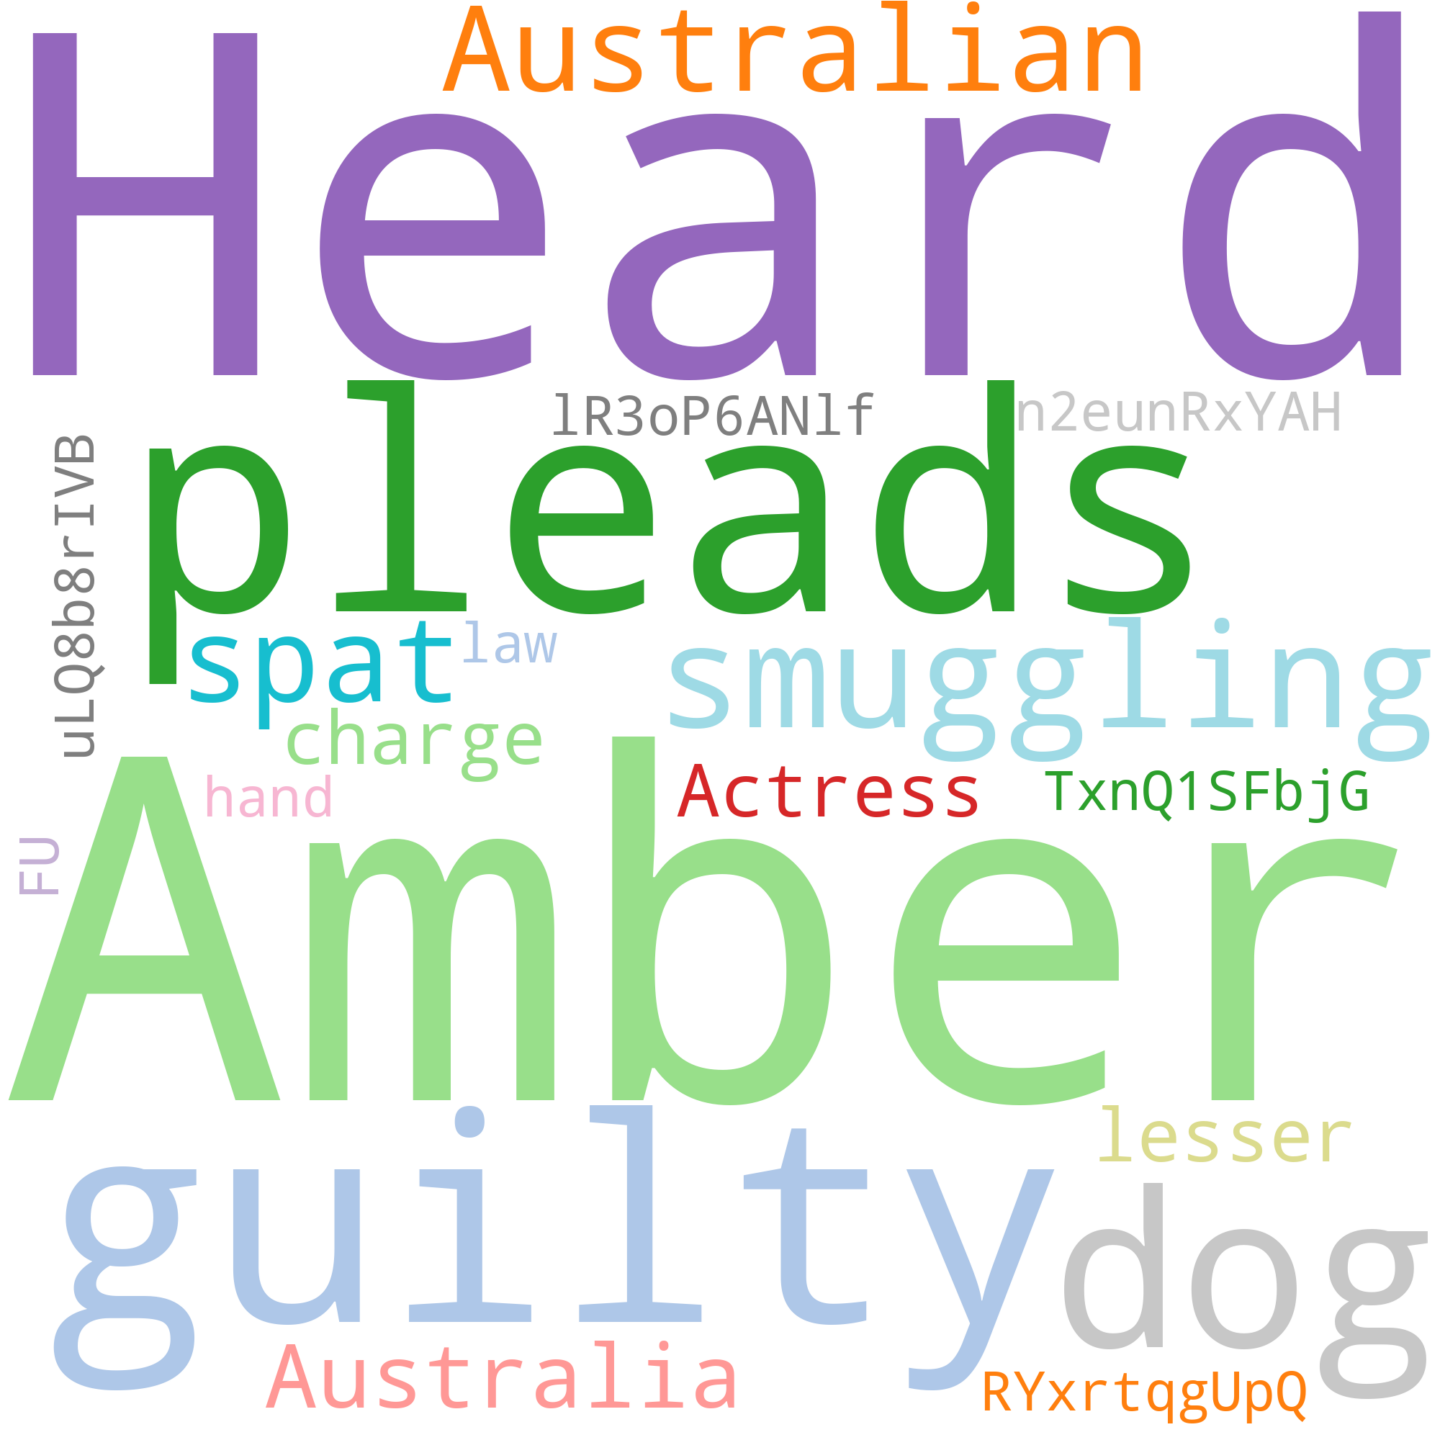 Australian
Heard
lR3oP6ANlf
n2eunRxYAH
uLQ8b8rIVB
pleads
spat
law
smuggling
charge
hand
Actress
TxnQ1SFbjG
FU
Amber
lesser
guilty
dog
Australia
RYxrtqgUpQ